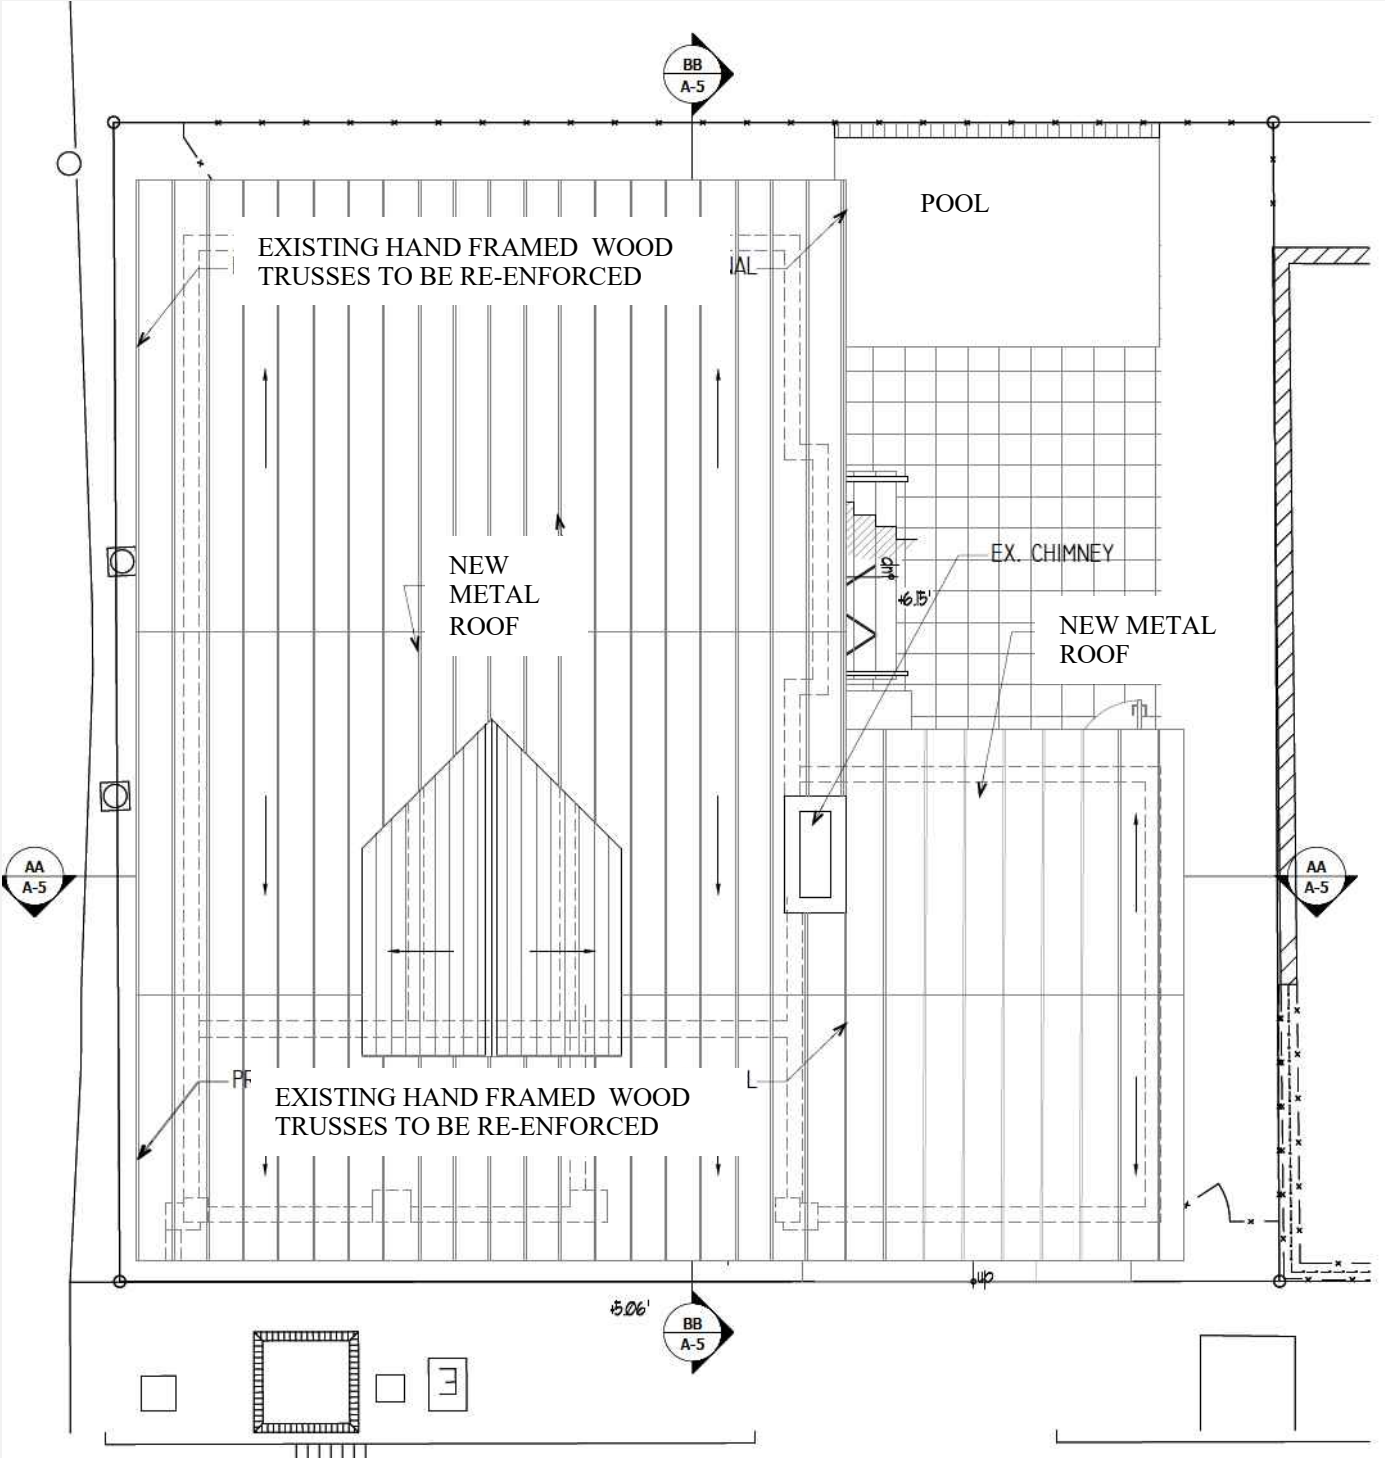 BB
A-5
POOL
EXISTING HAND FRAMED WOOD
TRUSSES TO BE RE-ENFORCED
NEW
METAL
ROOF
EX. CHIMNEY
dn
+6.15'
NEW METAL
ROOF
AA
A-5
AA
A-5
EXISTING HAND FRAMED WOOD
TRUSSES TO BE RE-ENFORCED
up
+5.06'
BB
A-5
E